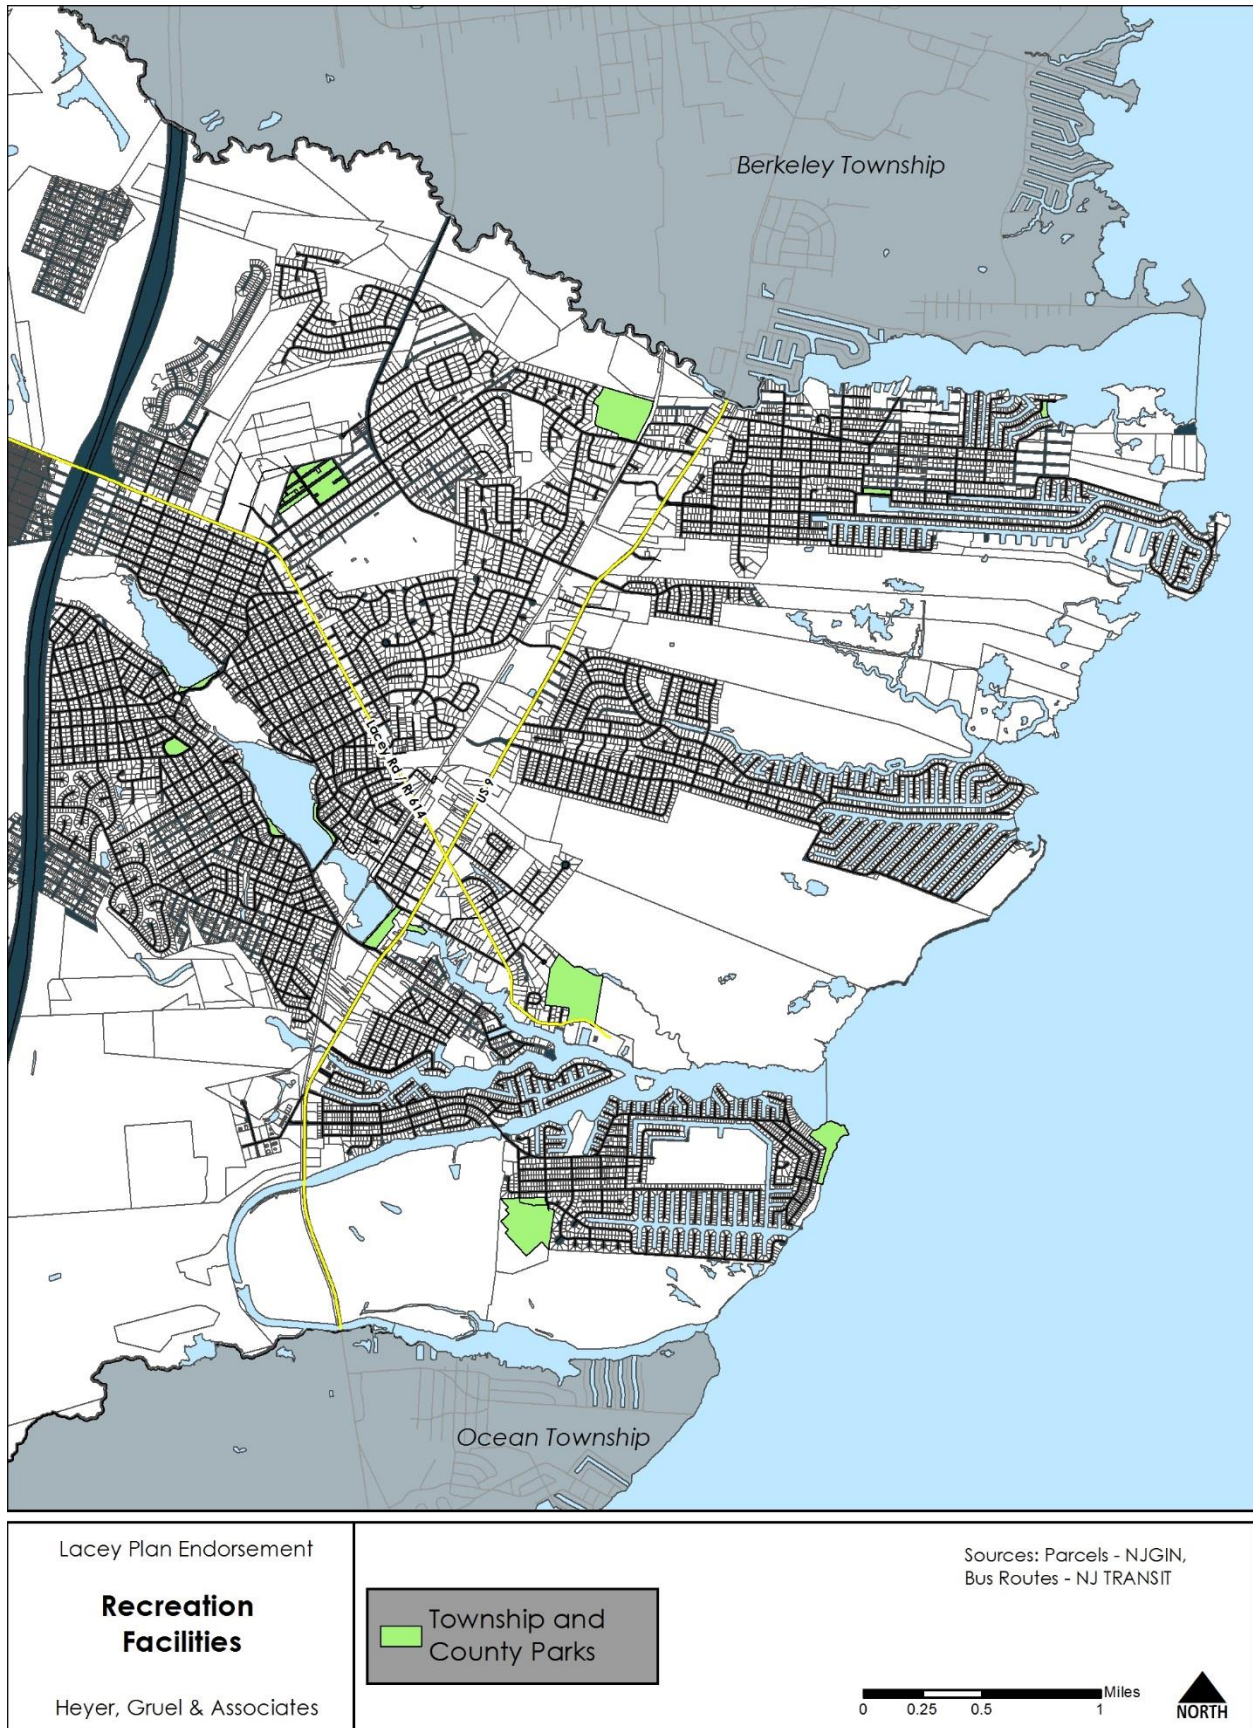 Berkeley Township
Lacey Rd / Rt 614
US 9
Ocean Township
Lacey Plan Endorsement
Recreation
Facilities
Heyer, Gruel & Associates
Township and
County Parks
Sources: Parcels - NJGIN,
Bus Routes - NJ TRANSIT
Miles
0 0.25 0.5 1
NORTH